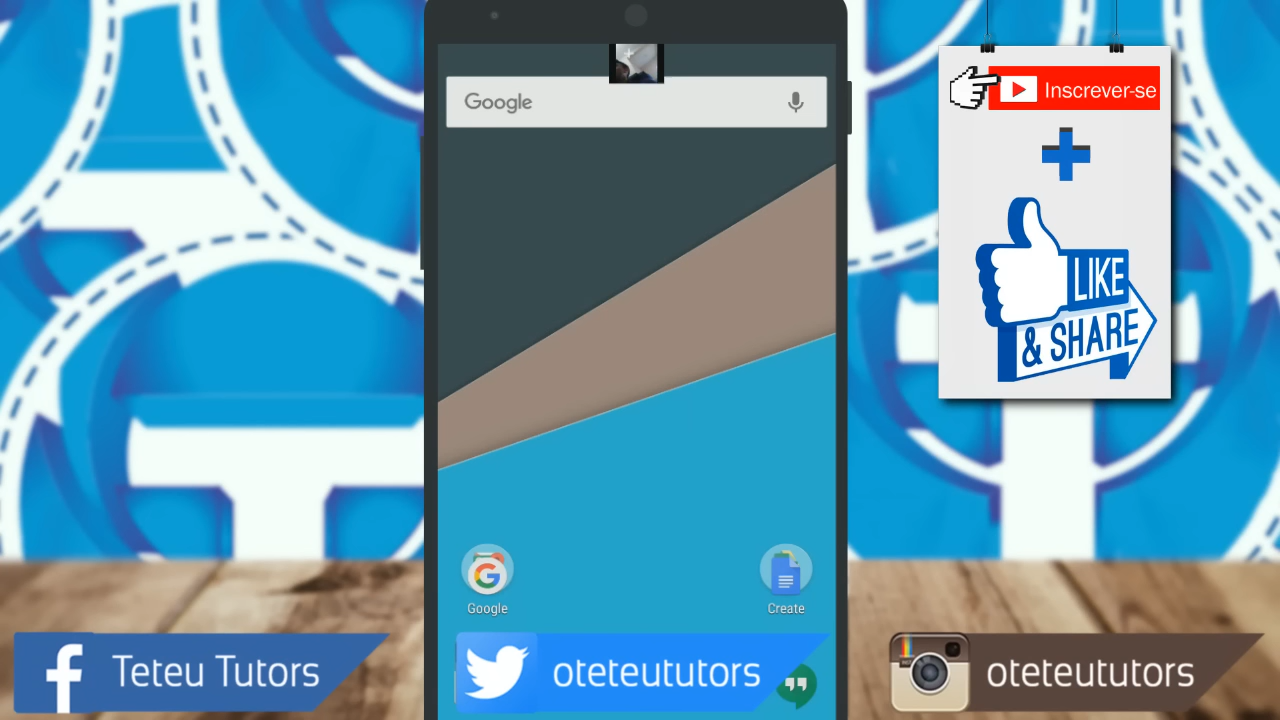 Google
Inscrever-se
LIKE
& SHARE
Google
Create
Teteu Tutors
oteteututors
oteteututors